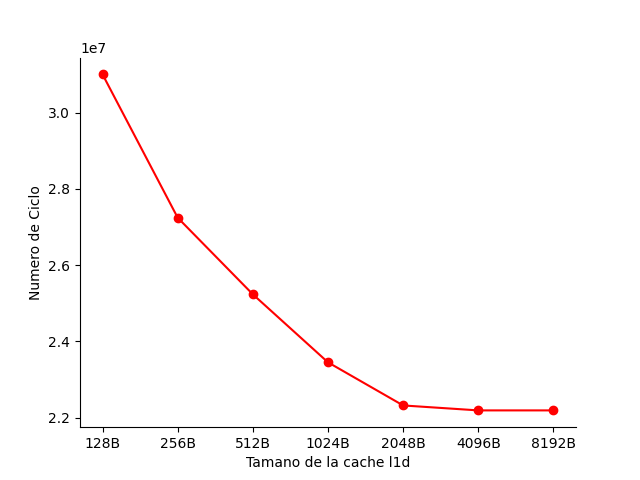 1e7
3.0
2.8
2.6
2.4
2.2
Numero de Ciclo
128B 256B 512B 1024B 2048B 4096B 8192B
Tamano de la cache l1d